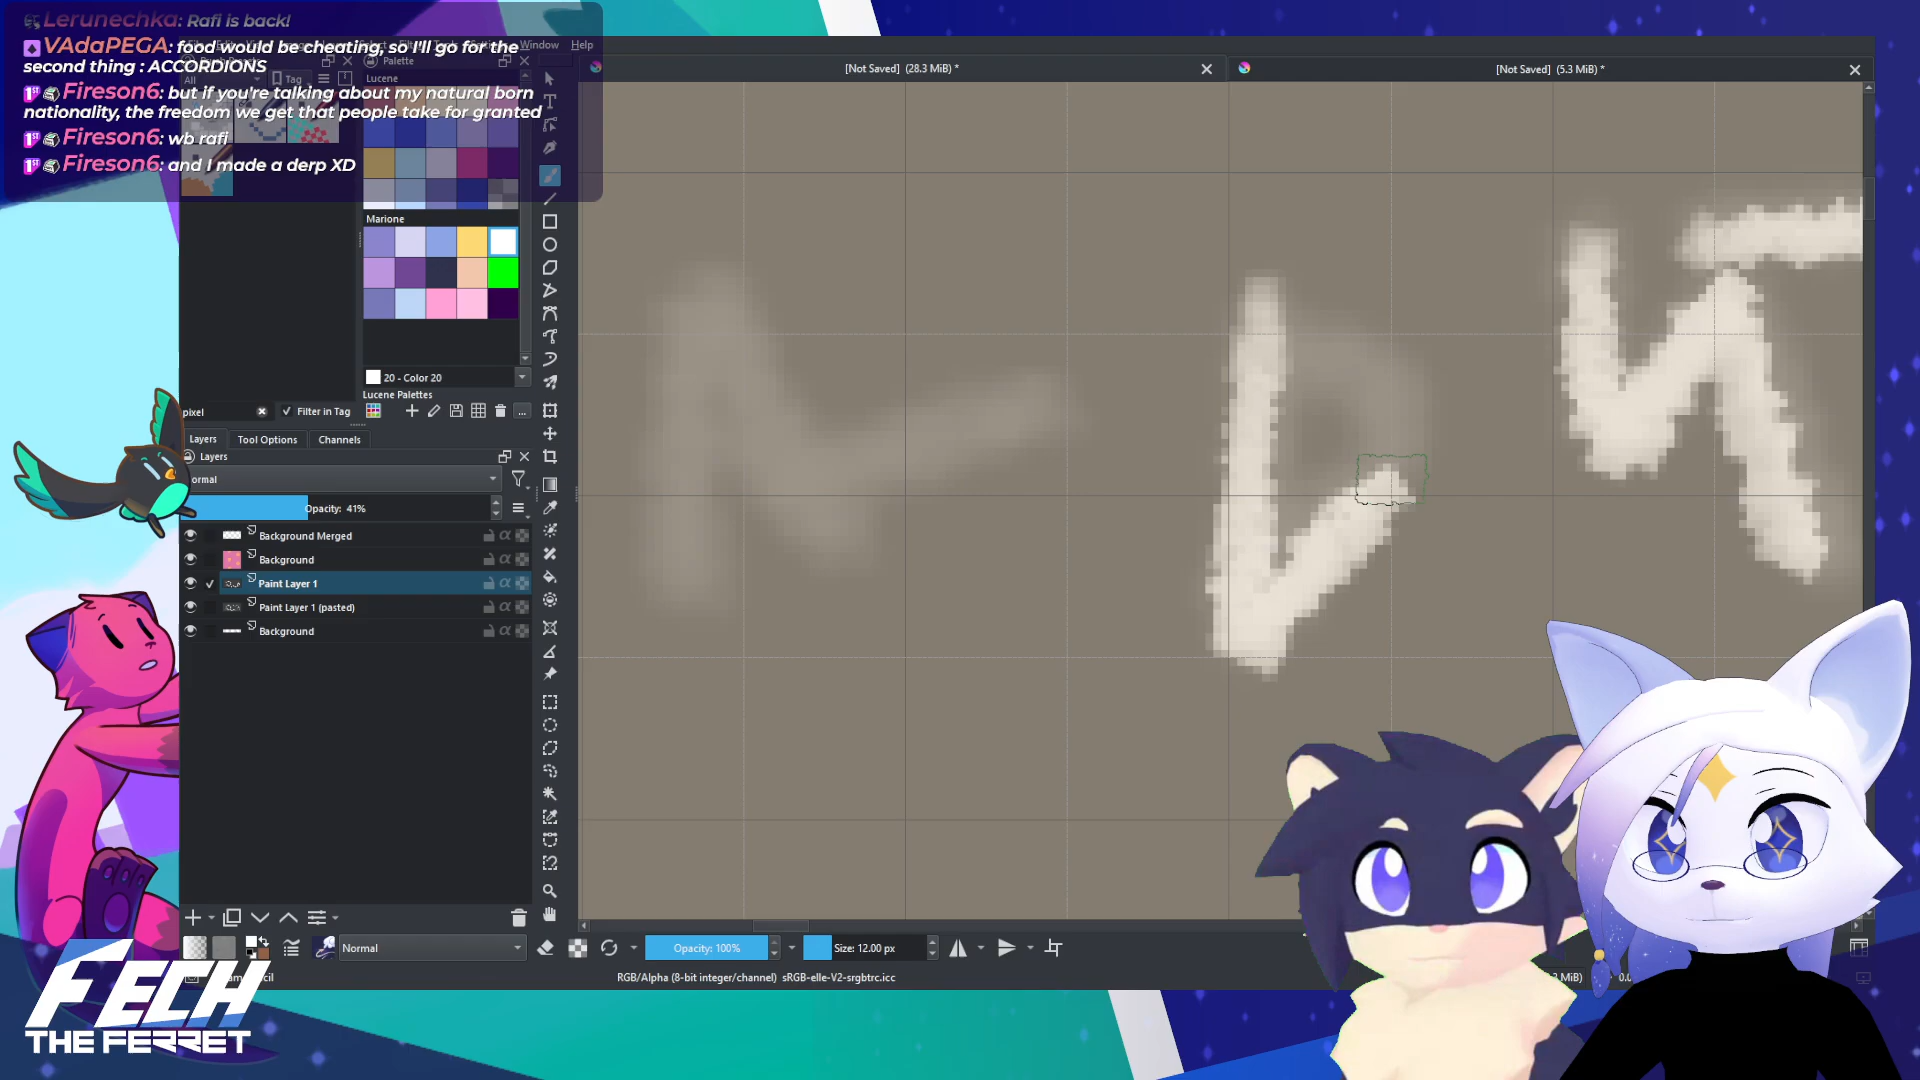 Lerunechka: Rafi is back!
VAdaPEGA: food would be cheating, so I'll go for the
second thing : ACCORDIONS
Fireson6: but if you're talking about my natural born
nationality, the freedom we get that people take for granted
Fireson6: wb rafi
Fireson6: and I made a derp XD
Window Help
All
Tag
Palette
Lucene
Marione
20 - Color 20
Lucene Palettes
pixel
Filter in Tag
Layers Tool Options Channels
Layers
ormal
Opacity: 41%
Background Merged
Background
Paint Layer 1
Paint Layer 1 (pasted)
Background
[Not Saved] (28.3 MiB) *
[Not Saved] (5.3 MiB) *
Normal
Opacity: 100%
Size: 12.00 px
RGB/Alpha (8-bit integer/channel) sRGB-elle-V2-srgbtrc.icc
FECH
THE FERRET